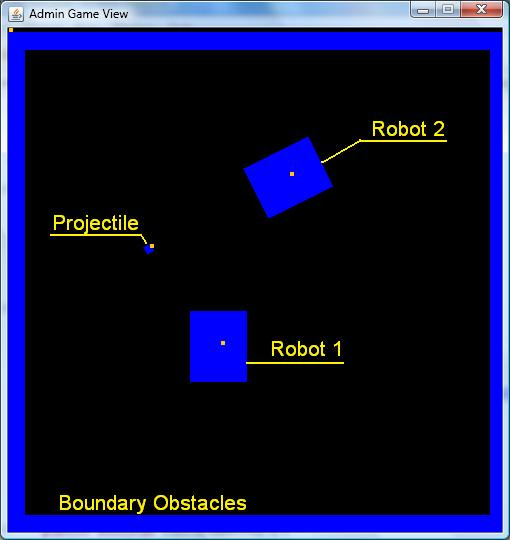 Admin Game View
Robot 2
Projectile
Robot 1
Boundary Obstacles